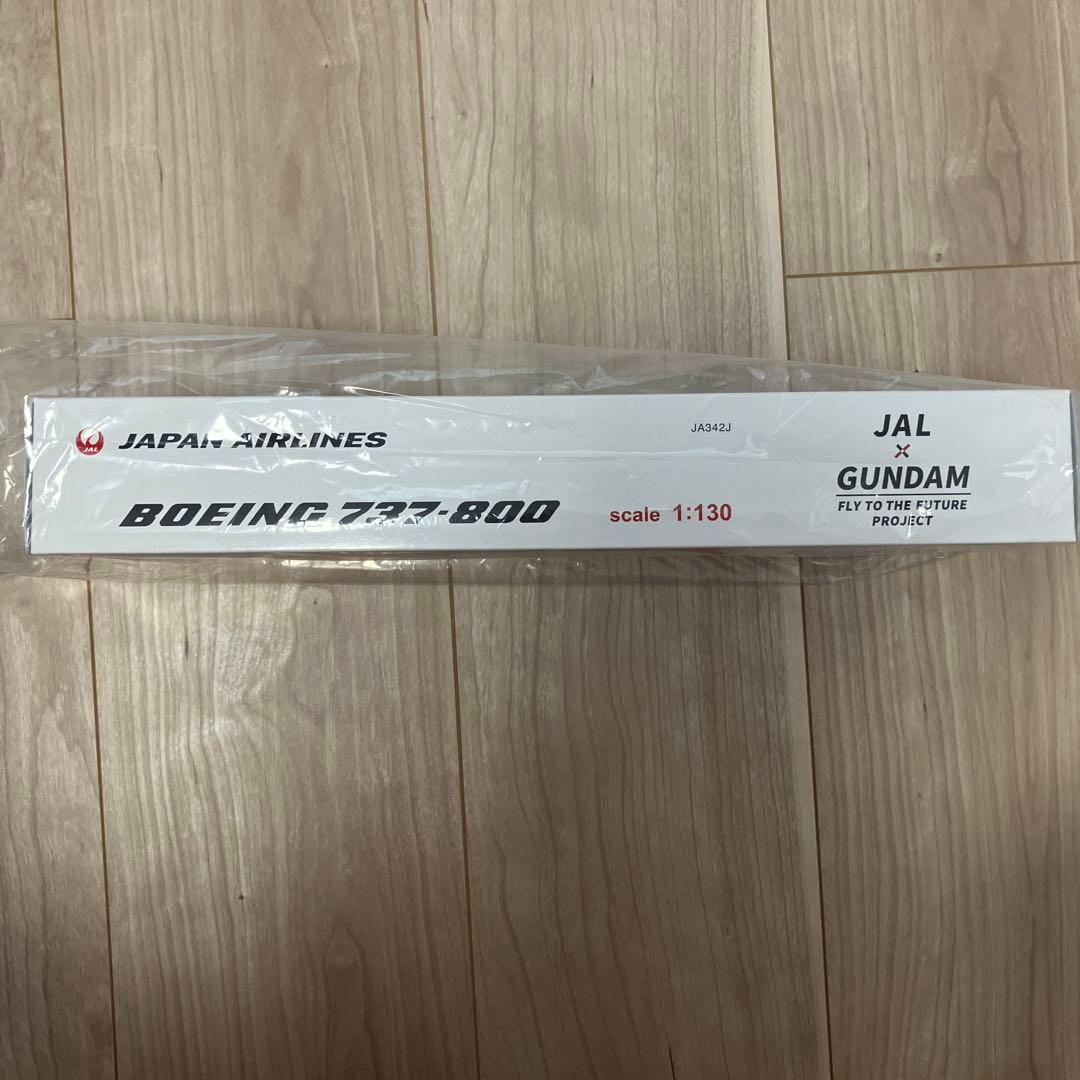 JAL
JAPAN AIRLINES
JA342J
BOEING 737-800
scale 1:130
JAL
×
GUNDAM
FLY TO THE FUTURE
PROJECT